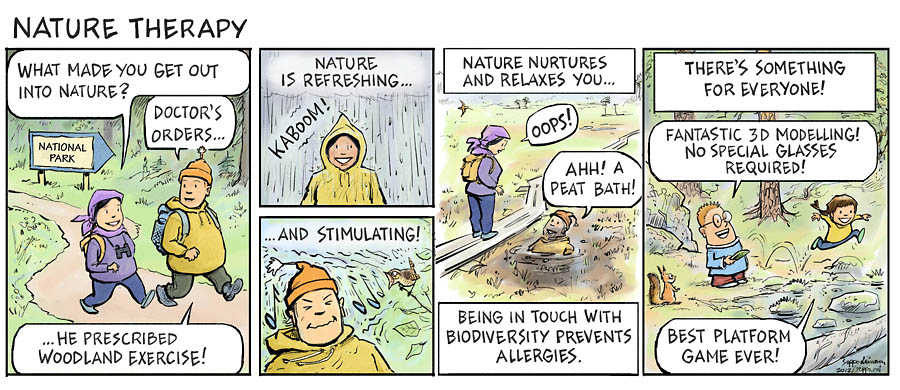 NATURE THERAPY
WHAT MADE YOU GET OUT
INTO NATURE?
DOCTOR'S
ORDERS...
NATIONAL
PARK
...HE PRESCRIBED
WOODLAND EXERCISE!
NATURE
IS REFRESHING...
KABOOM!
...AND STIMULATING!
NATURE NURTURES
AND RELAXES YOU...
OOPS!
AHH! A
PEAT BATH!
BEING IN TOUCH WITH
BIODIVERSITY PREVENTS
ALLERGIES.
THERE'S SOMETHING
FOR EVERYONE!
FANTASTIC 3D MODELLING!
NO SPECIAL GLASSES
REQUIRED!
BEST PLATFORM
GAME EVER!